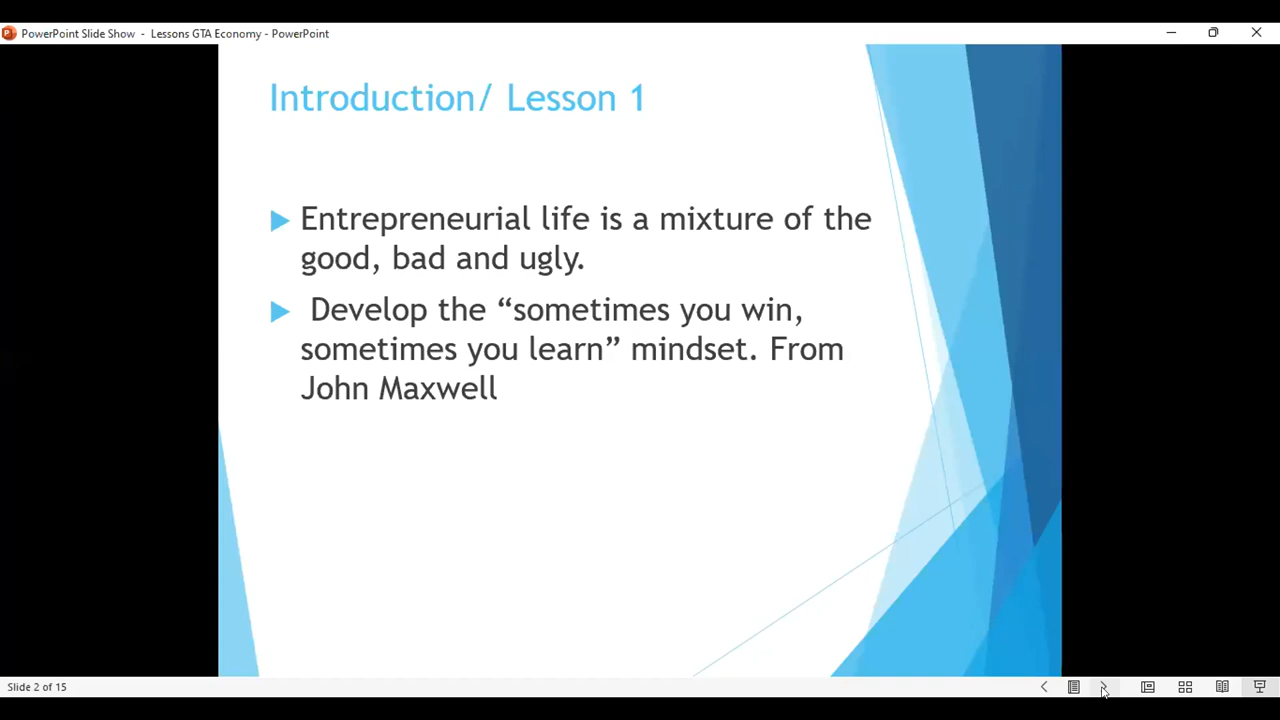 PowerPoint Slide Show - Lessons GTA Economy - PowerPoint
Introduction/ Lesson 1
Entrepreneurial life is a mixture of the
good, bad and ugly.
Develop the “sometimes you win,
sometimes you learn” mindset. From
John Maxwell
Slide 2 of 15